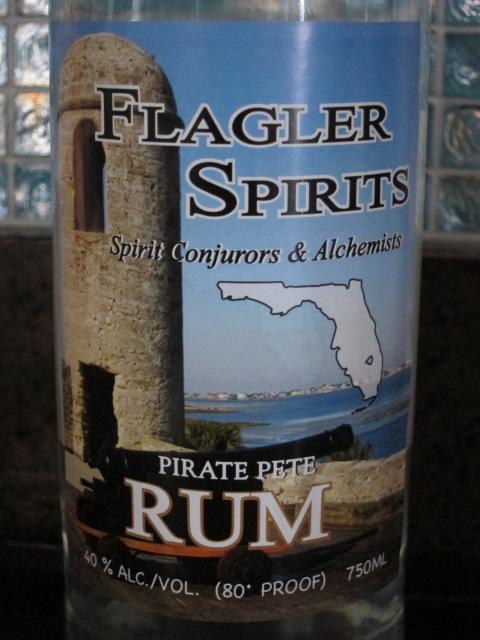 FLAGLER
SPIRITS
Spirit Conjurors & Alchemists
PIRATE PETE
RUM
40 % ALC./VOL. (80° PROOF) 750ML